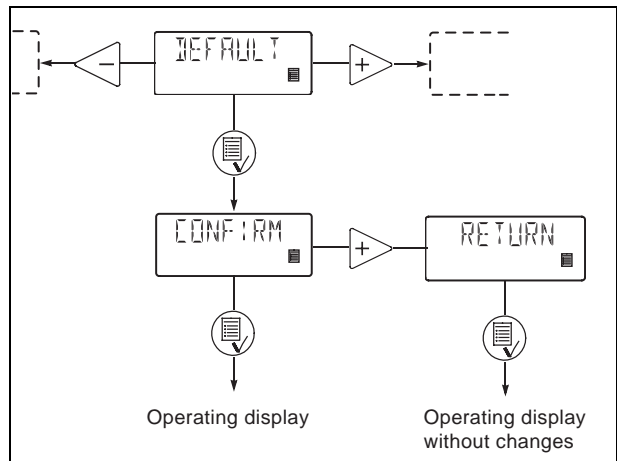 DEFAULT
CONFIRM
RETURN
Operating display
Operating display
without changes